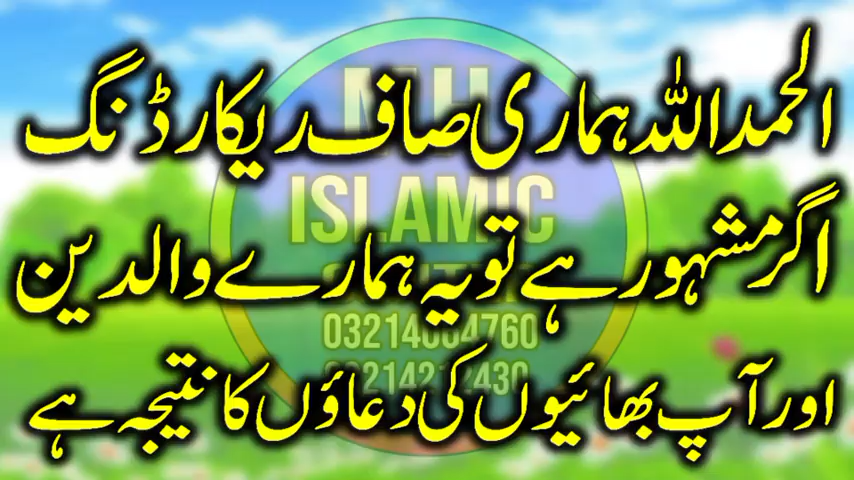 الحمداللہ ہماری صاف ریکارڈنگ
اگر مشہور ہے تو یہ ہمارے والدین
اور آپ بھائیوں کی دعاؤں کا نتیجہ ہے
ISLAMIC